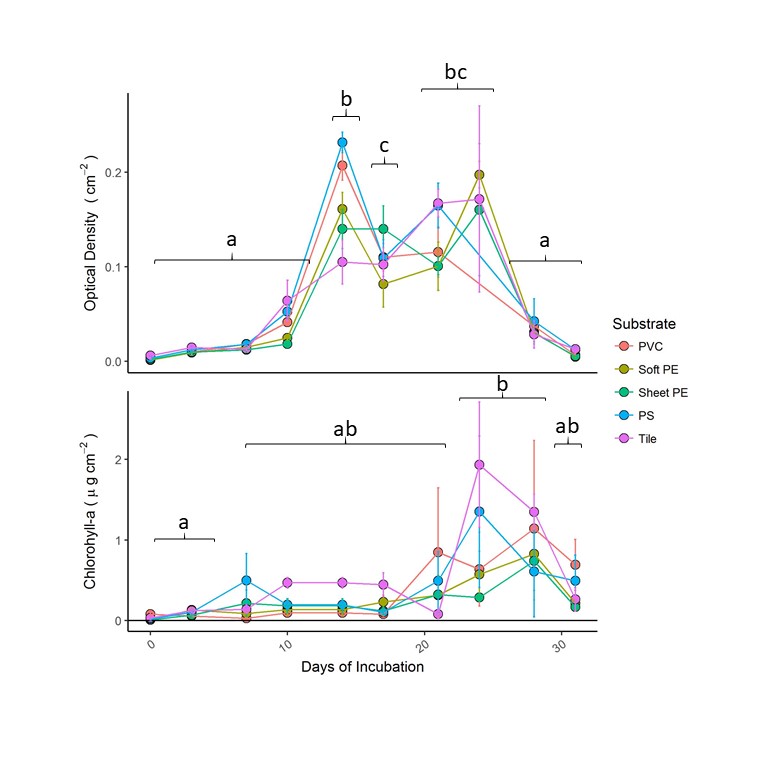 bc
b
c
a
a
Optical Density ( cm⁻² )
0.2
0.1
0.0
Substrate
PVC
Soft PE
Sheet PE
PS
Tile
b
ab
ab
a
Chlorohyll-a ( μ g cm⁻² )
2
1
0
0
10
20
30
Days of Incubation